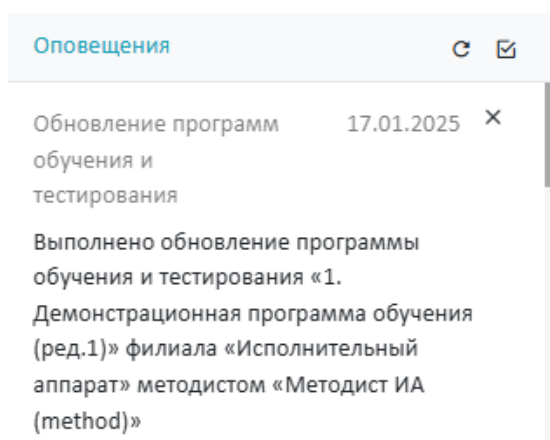 Оповещения
Обновление программ 17.01.2025
обучения и
тестирования
Выполнено обновление программы
обучения и тестирования «1.
Демонстрационная программа обучения
(ред.1)» филиала «Исполнительный
аппарат» методистом «Методист ИА
(method)»